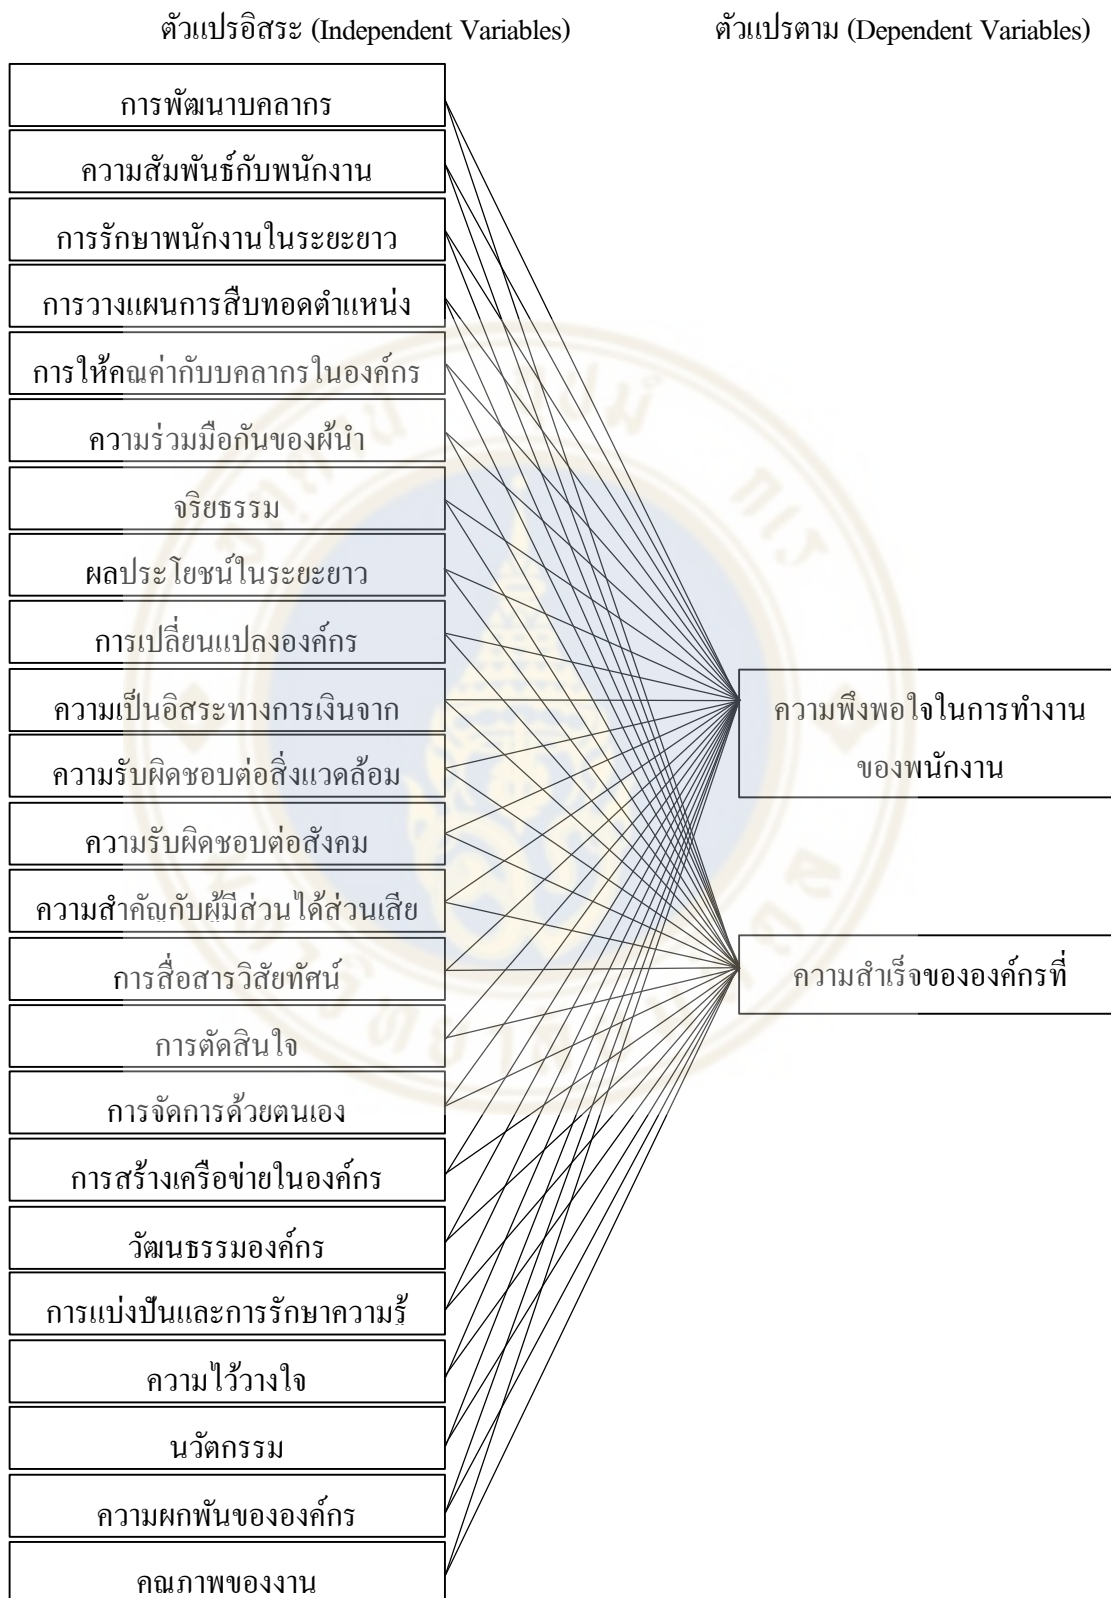 ตัวแปรอิสระ (Independent Variables)
ตัวแปรตาม (Dependent Variables)
การพัฒนาบคลากร
ความสัมพันธ์กับพนักงาน
การรักษาพนักงานในระยะยาว
การวางแผนการสืบทอดตำแหน่ง
การให้คณค่ากับบคลากรในองค์กร
ความร่วมมือกันของผ้นำ
จริยธรรม
ผลประโยชน์ในระยะยาว
การเปลี่ยนแปลงองค์กร
ความเป็นอิสระทางการเงินจาก
ความรับผิดชอบต่อสิ่งแวดล้อม
ความรับผิดชอบต่อสังคม
ความสำคัญกับผู้มีส่วนได้ส่วนเสีย
การสื่อสารวิสัยทัศน์
การตัดสินใจ
การจัดการด้วยตนเอง
การสร้างเครือข่ายในองค์กร
วัฒนธรรมองค์กร
การแบ่งปันและการรักษาความรู้
ความไว้วางใจ
นวัตกรรม
ความผกพันขององค์กร
คณภาพของงาน
ความพึงพอใจในการทำงาน
ของพนักงาน
ความสำเร็จขององค์กรที่